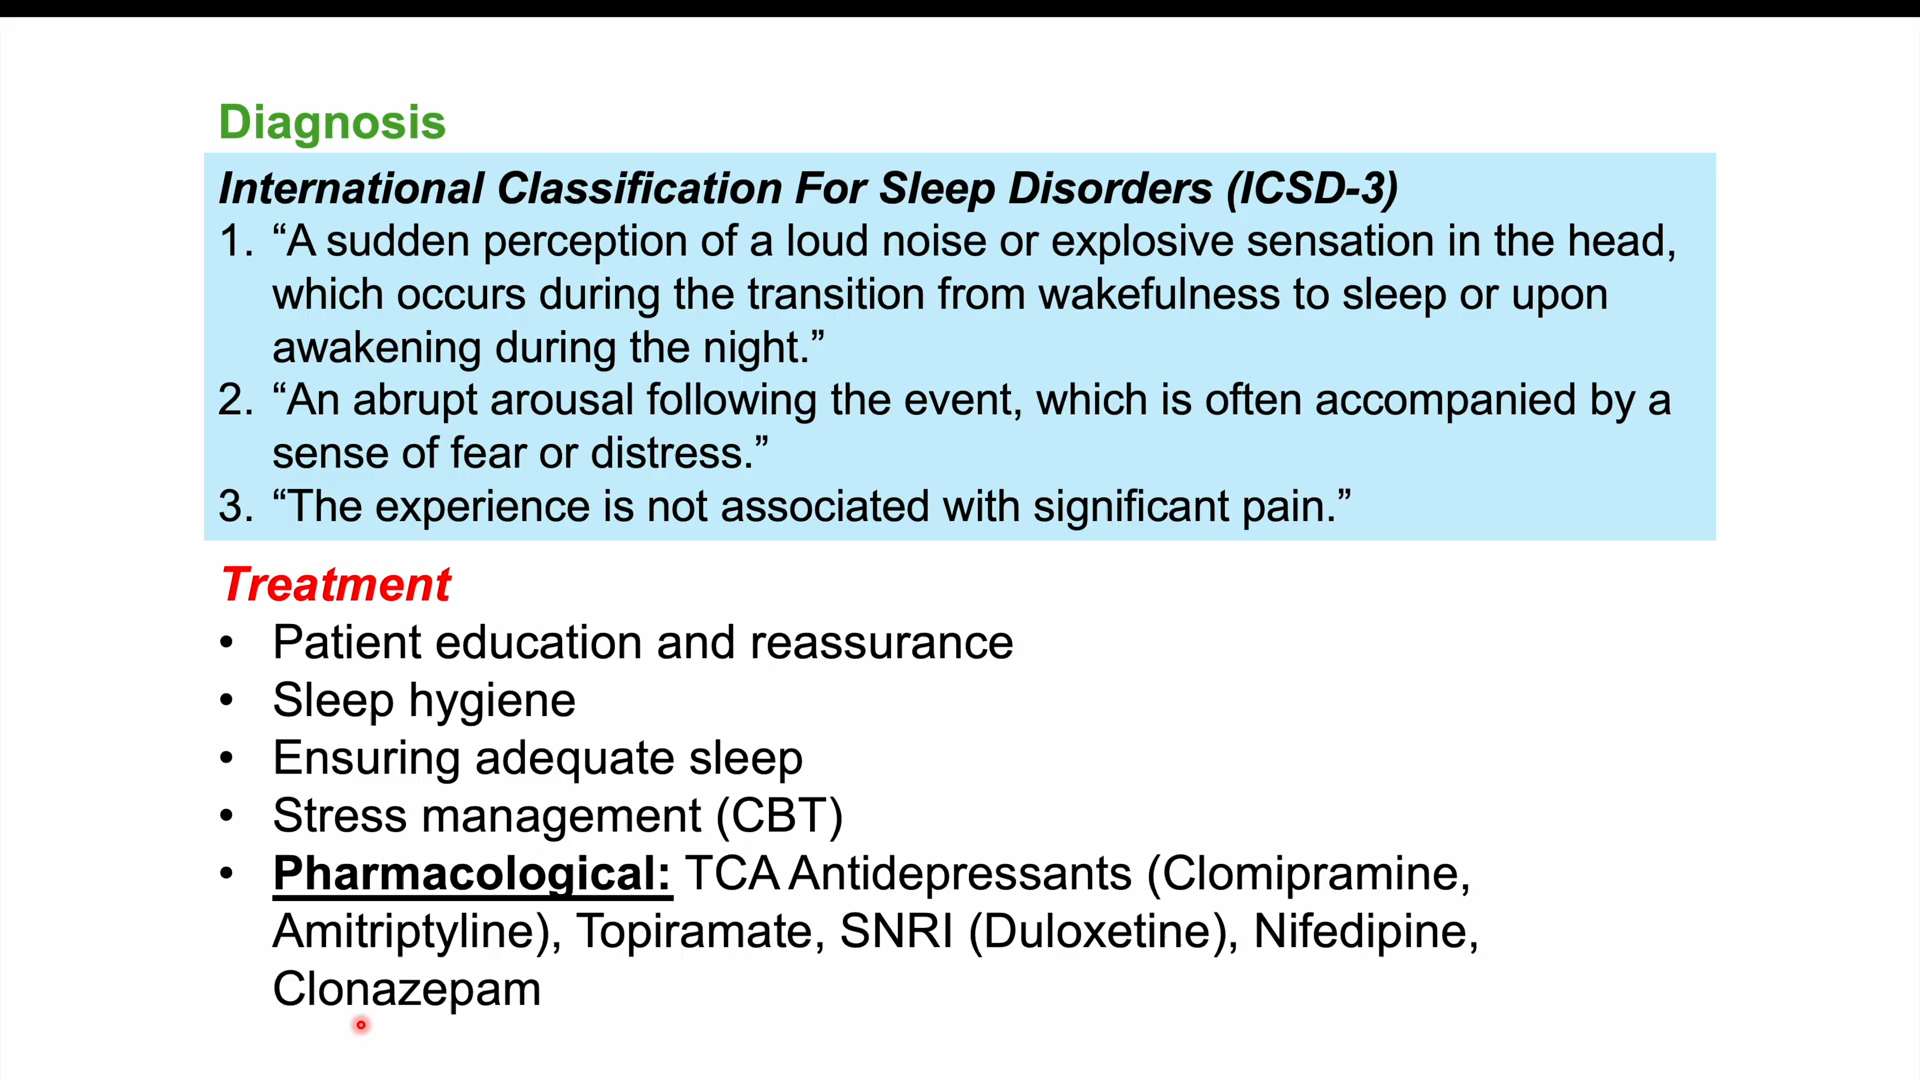 Diagnosis
International Classification For Sleep Disorders (ICSD-3)
1. “A sudden perception of a loud noise or explosive sensation in the head,
which occurs during the transition from wakefulness to sleep or upon
awakening during the night.”
2. “An abrupt arousal following the event, which is often accompanied by a
sense of fear or distress.”
3. “The experience is not associated with significant pain.”
Treatment
• Patient education and reassurance
• Sleep hygiene
• Ensuring adequate sleep
• Stress management (CBT)
• Pharmacological: TCA Antidepressants (Clomipramine,
Amitriptyline), Topiramate, SNRI (Duloxetine), Nifedipine,
Clonazepam